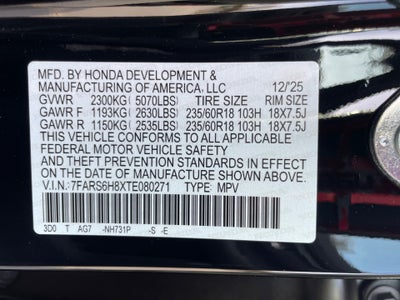 MFD. BY HONDA DEVELOPMENT &
MANUFACTURING OF AMERICA, LLC 12/25
GVWR 2300KG (5070LBS) TIRE SIZE RIM SIZE
GAWR F 1193KG (2630LBS) 235/60R18 103H 18X7.5J
GAWR R 1150KG (2535LBS) 235/60R18 103H 18X7.5J
THIS VEHICLE CONFORMS TO ALL APPLICABLE
FEDERAL MOTOR VEHICLE SAFETY AND
THEFT PREVENTION STANDARDS IN EFFECT
ON THE DATE OF MANUFACTURE SHOWN ABOVE.
V.I.N. 7FARS6H8XTE080271 TYPE: MPV
3D0 T AG7 -NH731P -S -E